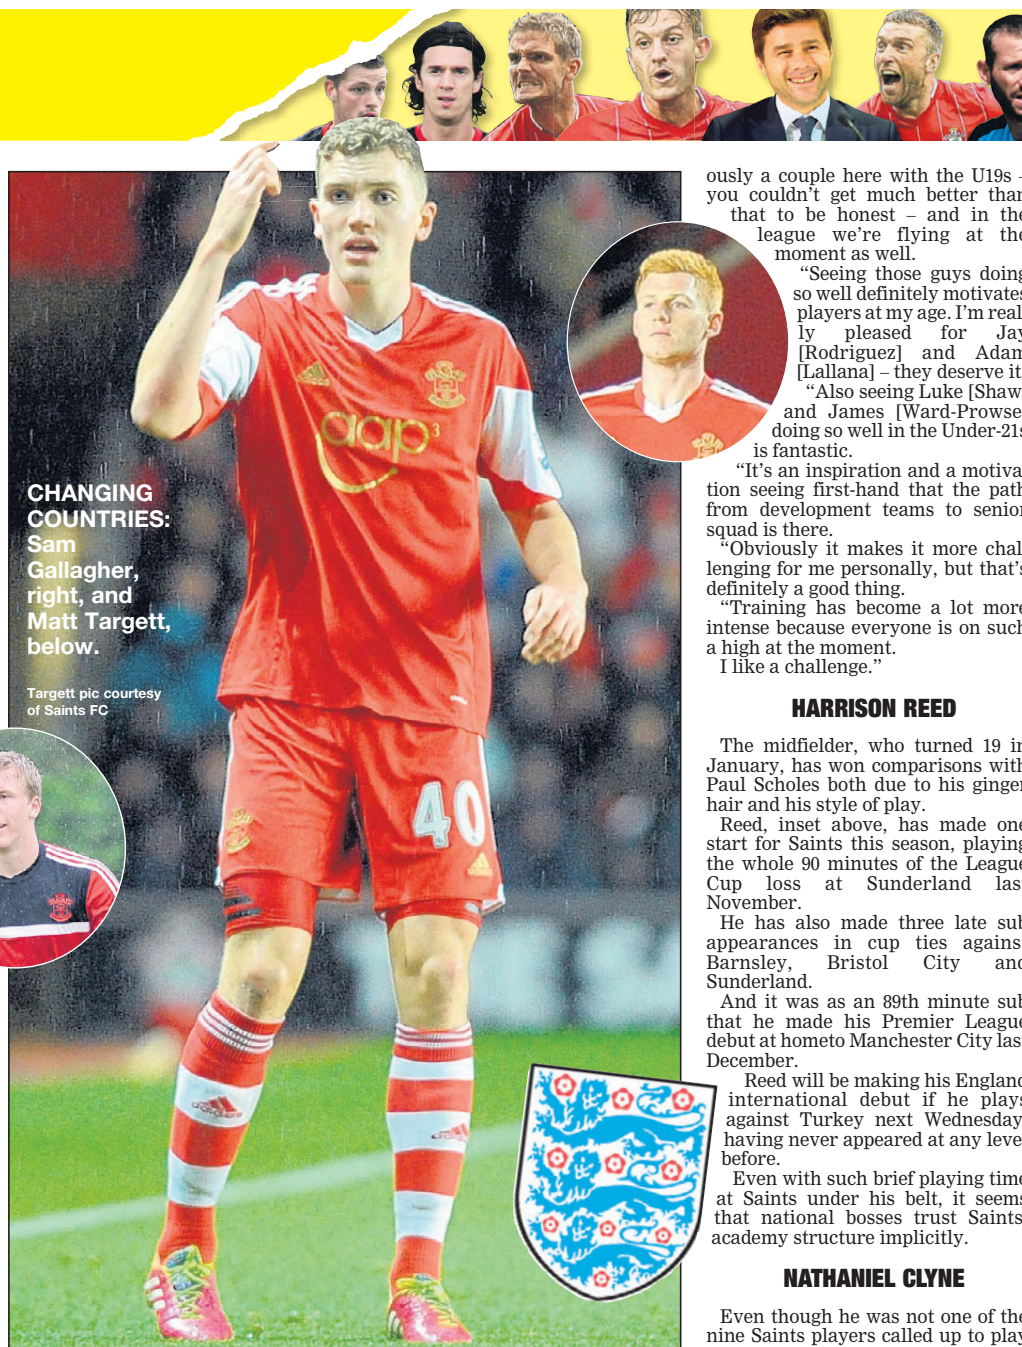 CHANGING
COUNTRIES:
Sam
Gallagher,
right, and
Matt Targett,
below.
Targett pic courtesy
of Saints FC
aap3
adidas
40
adidas
adidas
ously a couple here with the U19s –
you couldn't get much better than
that to be honest – and in the
league we're flying at the
moment as well.
"Seeing those guys doing
so well definitely motivates
players at my age. I'm real
ly pleased for Jay
[Rodriguez] and Adam
[Lallana] – they deserve it
"Also seeing Luke [Shaw
and James [Ward-Prowse
doing so well in the Under-21s
is fantastic.
"It's an inspiration and a motiva
tion seeing first-hand that the path
from development teams to senior
squad is there.
"Obviously it makes it more chal
lenging for me personally, but that's
definitely a good thing.
"Training has become a lot more
intense because everyone is on such
a high at the moment.
I like a challenge."
HARRISON REED
The midfielder, who turned 19 in
January, has won comparisons with
Paul Scholes both due to his ginger
hair and his style of play.
Reed, inset above, has made one
start for Saints this season, playing
the whole 90 minutes of the League
Cup loss at Sunderland las
November.
He has also made three late sub
appearances in cup ties against
Barnsley, Bristol City and
Sunderland.
And it was as an 89th minute sub
that he made his Premier League
debut at hometo Manchester City las
December.
Reed will be making his England
international debut if he plays
against Turkey next Wednesday
having never appeared at any leve
before.
Even with such brief playing time
at Saints under his belt, it seems
that national bosses trust Saints
academy structure implicitly.
NATHANIEL CLYNE
Even though he was not one of the
nine Saints players called up to play